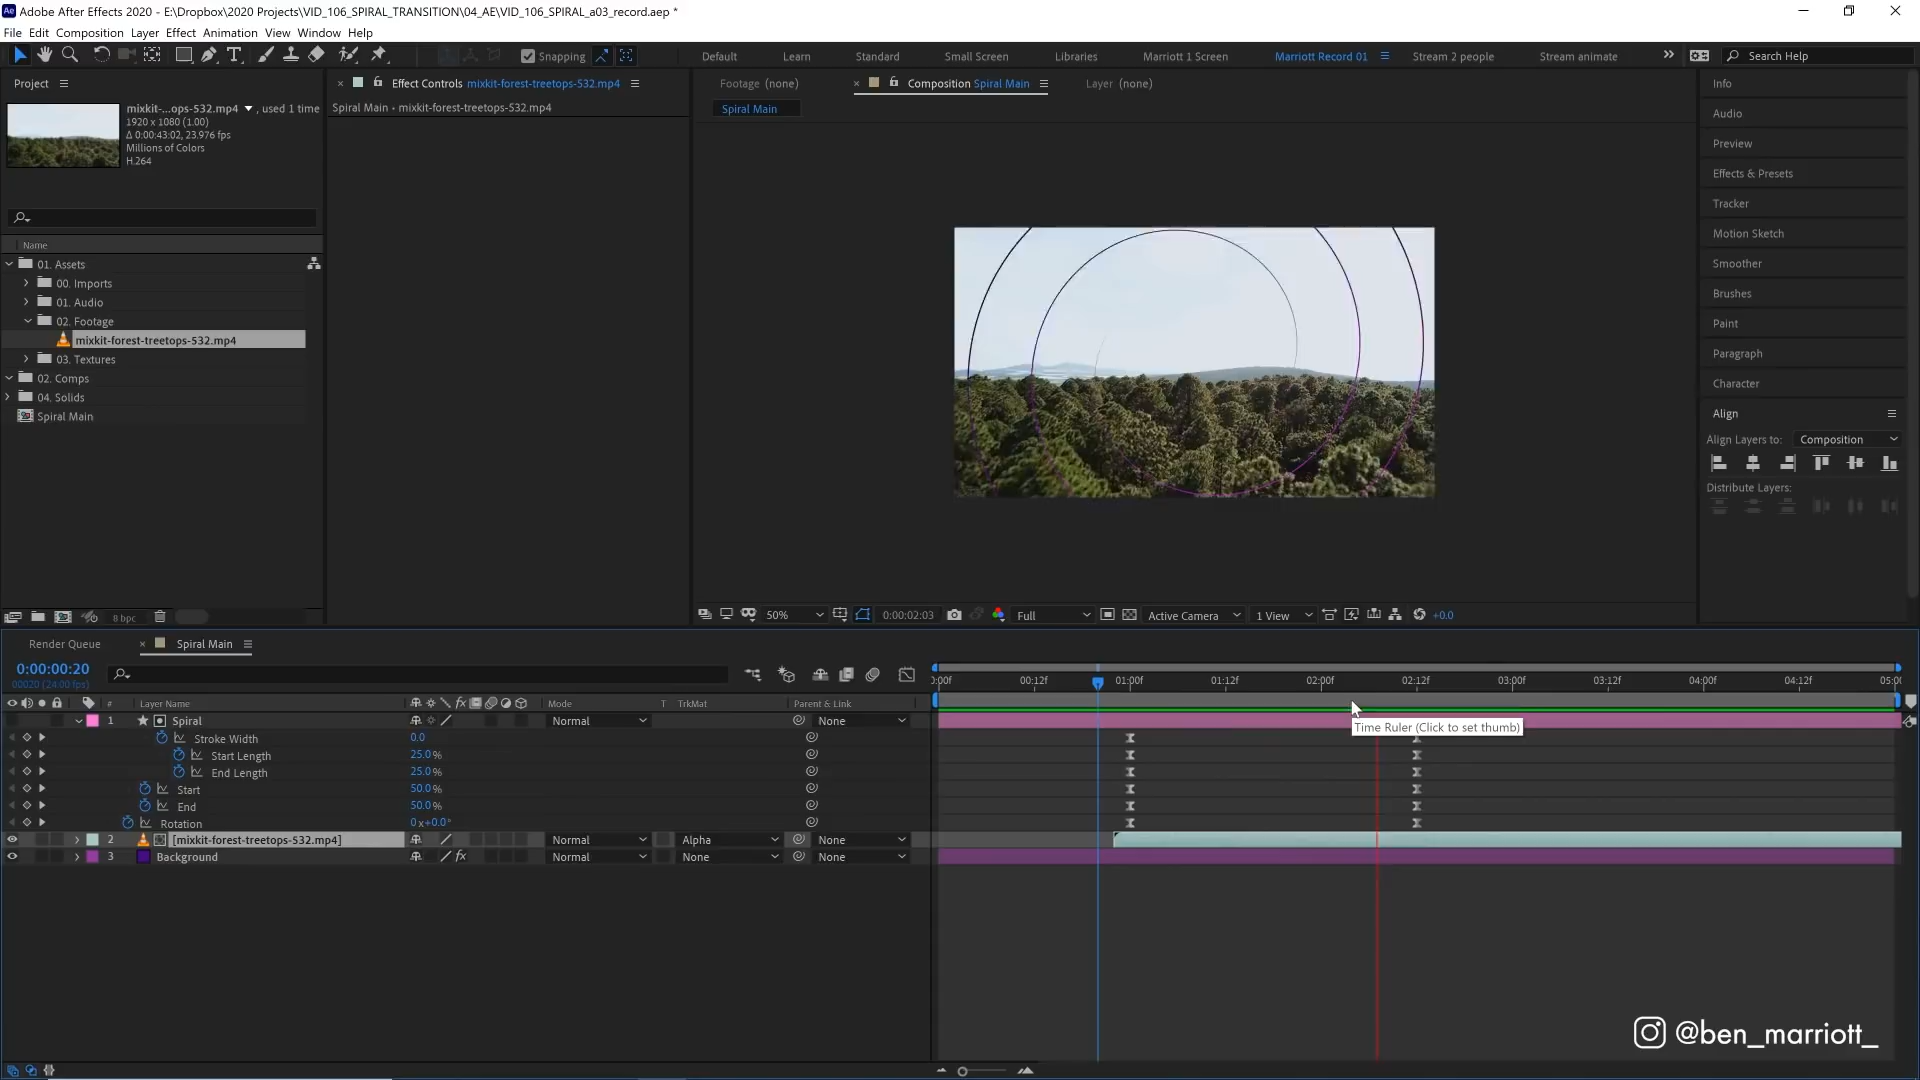 Adobe After Effects 2020 - E:\Dropbox\2020 Projects\VID_106_SPIRAL_TRANSITION\04_AE\VID_106_SPIRAL_a03_record.aep *
File Edit Composition Layer Effect Animation View Window Help
Snapping
Default Learn Standard Small Screen Libraries Marriott 1 Screen Marriott Record 01 Stream 2 people Stream animate Search Help
Project
Effect Controls mixkit-forest-treetops-532.mp4
Footage (none) Composition Spiral Main Layer (none)
Info
mixkit-...ops-532.mp4 , used 1 time
1920 x 1080 (1.00)
Δ 0:00:43:02, 23.976 fps
Millions of Colors
H.264
Spiral Main • mixkit-forest-treetops-532.mp4
Spiral Main
Audio
Preview
Effects & Presets
Tracker
Motion Sketch
Smoother
Brushes
Paint
Paragraph
Character
Align
Align Layers to: Composition
Distribute Layers:
Name
01. Assets
00. Imports
01. Audio
02. Footage
mixkit-forest-treetops-532.mp4
03. Textures
02. Comps
04. Solids
Spiral Main
8 bpc
50% 0:00:02:03 Full Active Camera 1 View +0.0
Render Queue Spiral Main
0:00:00:20
00020 (24.00 fps)
0:00f 00:12f 01:00f 01:12f 02:00f 02:12f 03:00f 03:12f 04:00f 04:12f 05:00
# Layer Name Mode T TrkMat Parent & Link
1 Spiral Normal None
Time Ruler (Click to set thumb)
Stroke Width 0.0
Start Length 25.0%
End Length 25.0%
Start 50.0%
End 50.0%
Rotation 0x+0.0°
2 [mixkit-forest-treetops-532.mp4] Normal Alpha None
3 Background Normal None None
@ben_marriott_